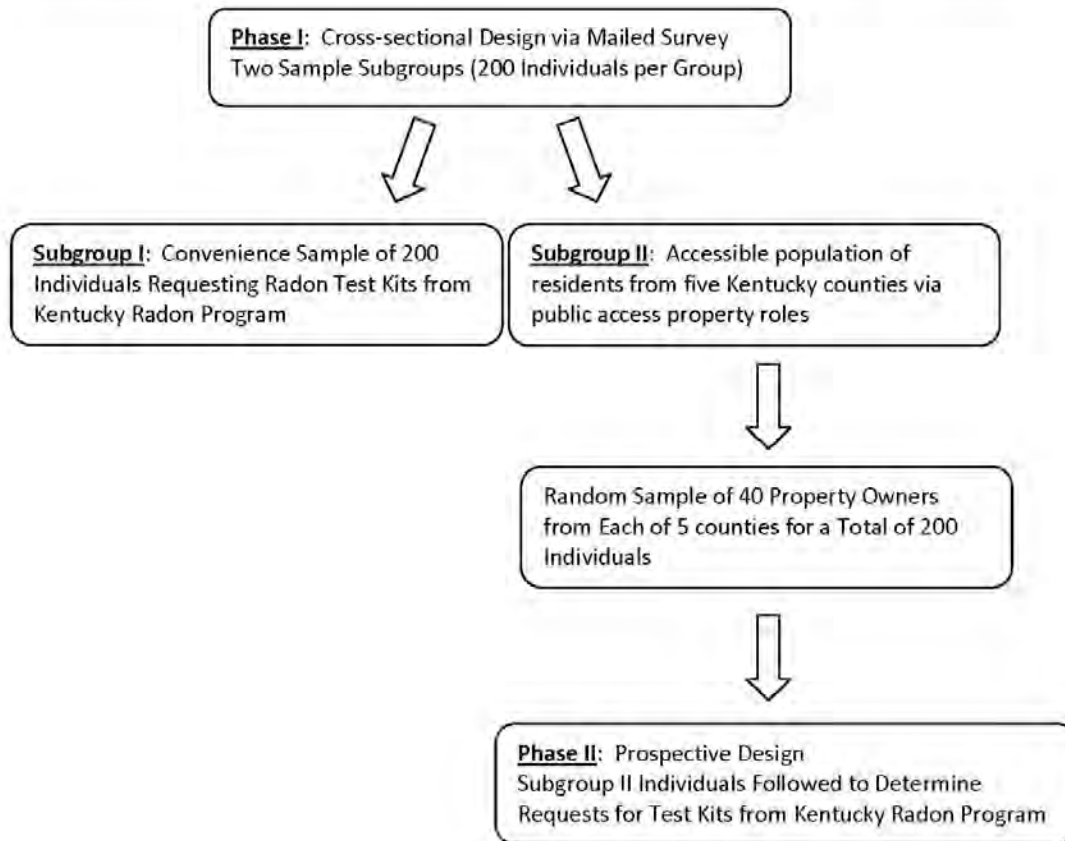 Phase I: Cross-sectional Design via Mailed Survey
Two Sample Subgroups (200 Individuals per Group)
Subgroup I: Convenience Sample of 200
Individuals Requesting Radon Test Kits from
Kentucky Radon Program
Subgroup II: Accessible population of
residents from five Kentucky counties via
public access property roles
Random Sample of 40 Property Owners
from Each of 5 counties for a Total of 200
Individuals
Phase II: Prospective Design
Subgroup II Individuals Followed to Determine
Requests for Test Kits from Kentucky Radon Program